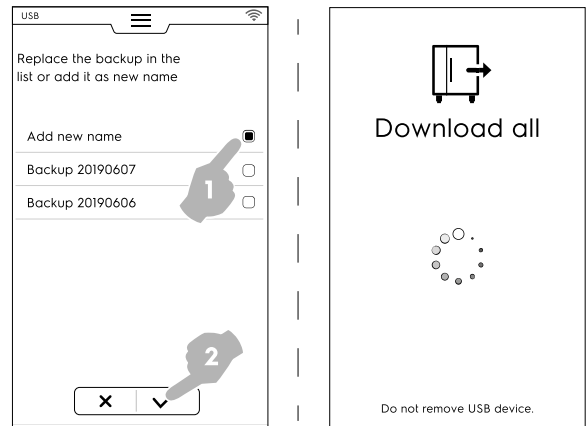 USB
Replace the backup in the
list or add it as new name
Add new name
1
Backup 20190607
Backup 20190606
2
Download all
Do not remove USB device.